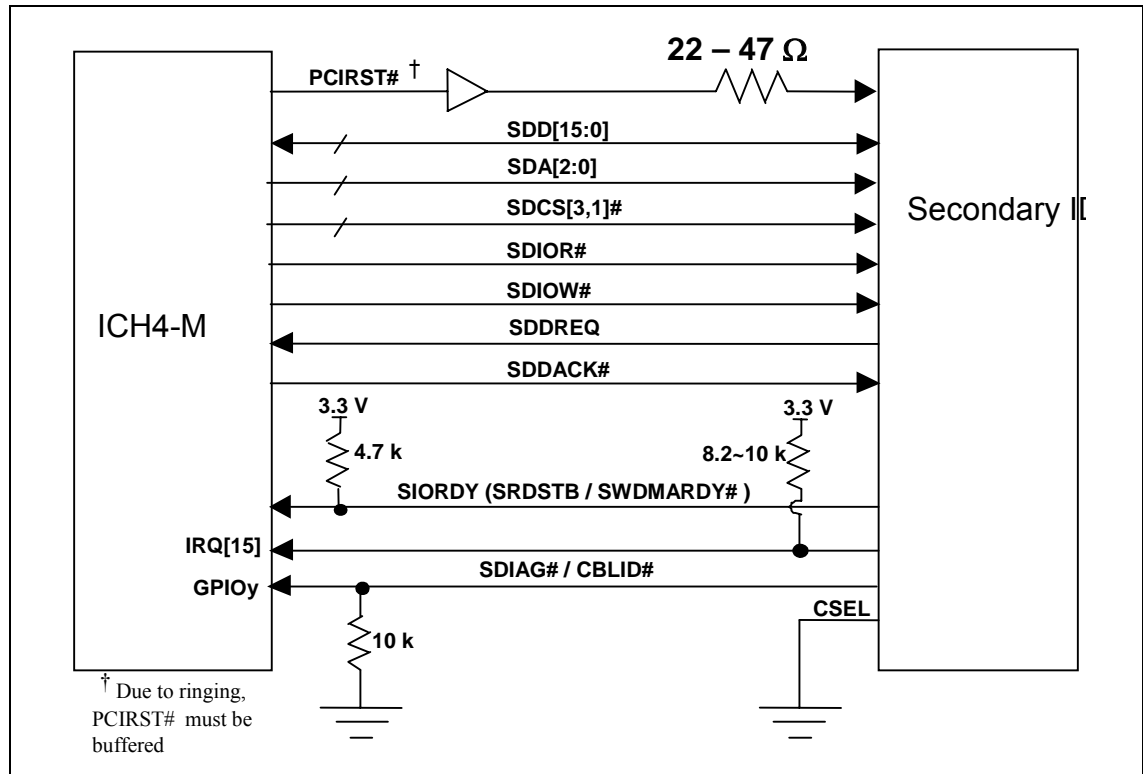 22 – 47 Ω
PCIRST# †
SDD[15:0]
SDA[2:0]
SDCS[3,1]#
Secondary
SDIOR#
SDIOW#
ICH4-M
SDDREQ
SDDACK#
3.3 V
3.3 V
4.7 k
8.2~10 k
SIORDY (SRDSTB / SWDMARDY# )
IRQ[15]
SDIAG# / CBLID#
GPIOy
CSEL
10 k
† Due to ringing,
PCIRST# must be
buffered